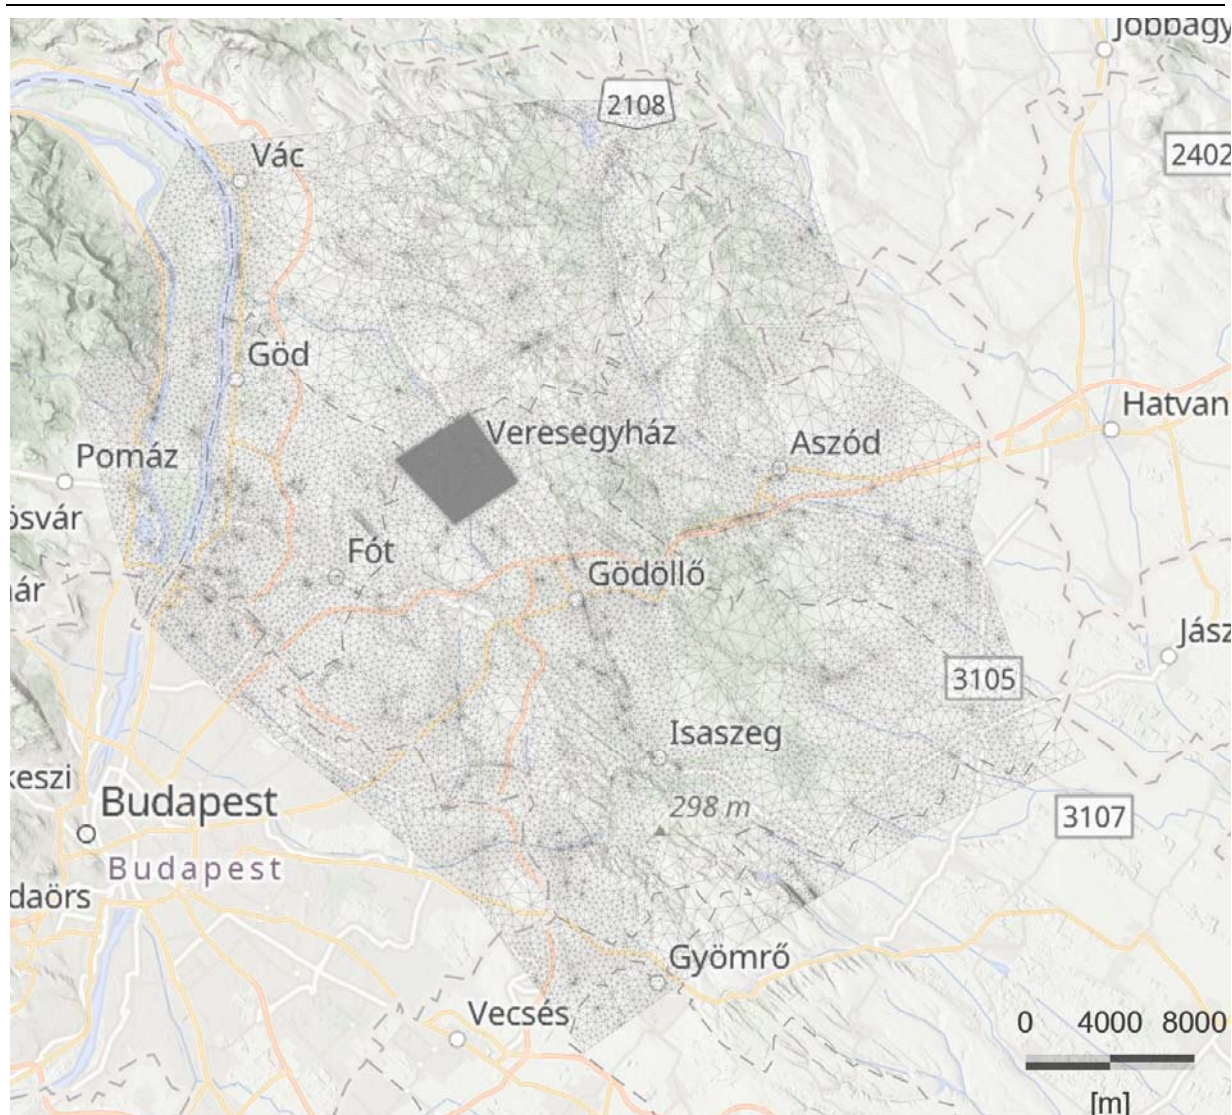 Jobbágy
2108
2402
Vác
Göd
Hatvan
Veresegyház
Aszód
Pomáz
ösvár
Fót
Gödöllő
ár
Jász
3105
Isaszeg
keszi
298 m
Budapest
3107
Budapest
daörs
Gyömrő
Vecsés
0 4000 8000
[m]